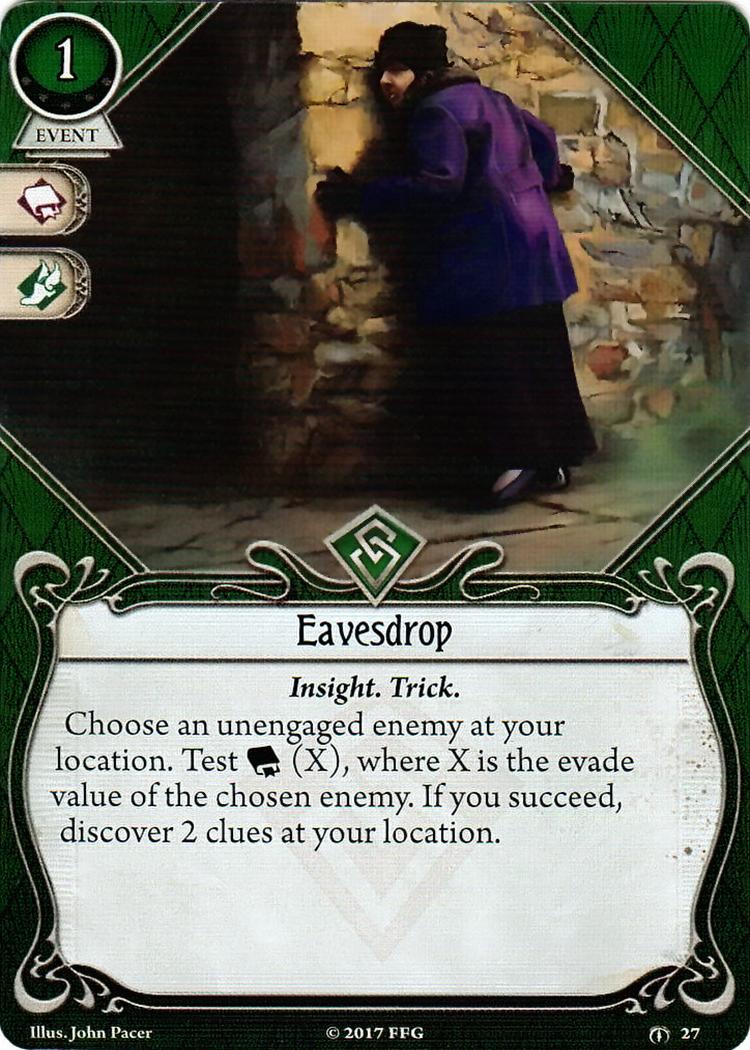 1
EVENT
Eavesdrop
Insight. Trick.
Choose an unengaged enemy at your
location. Test (X), where X is the evade
value of the chosen enemy. If you succeed,
discover 2 clues at your location.
Illus. John Pacer
© 2017 FFG
27